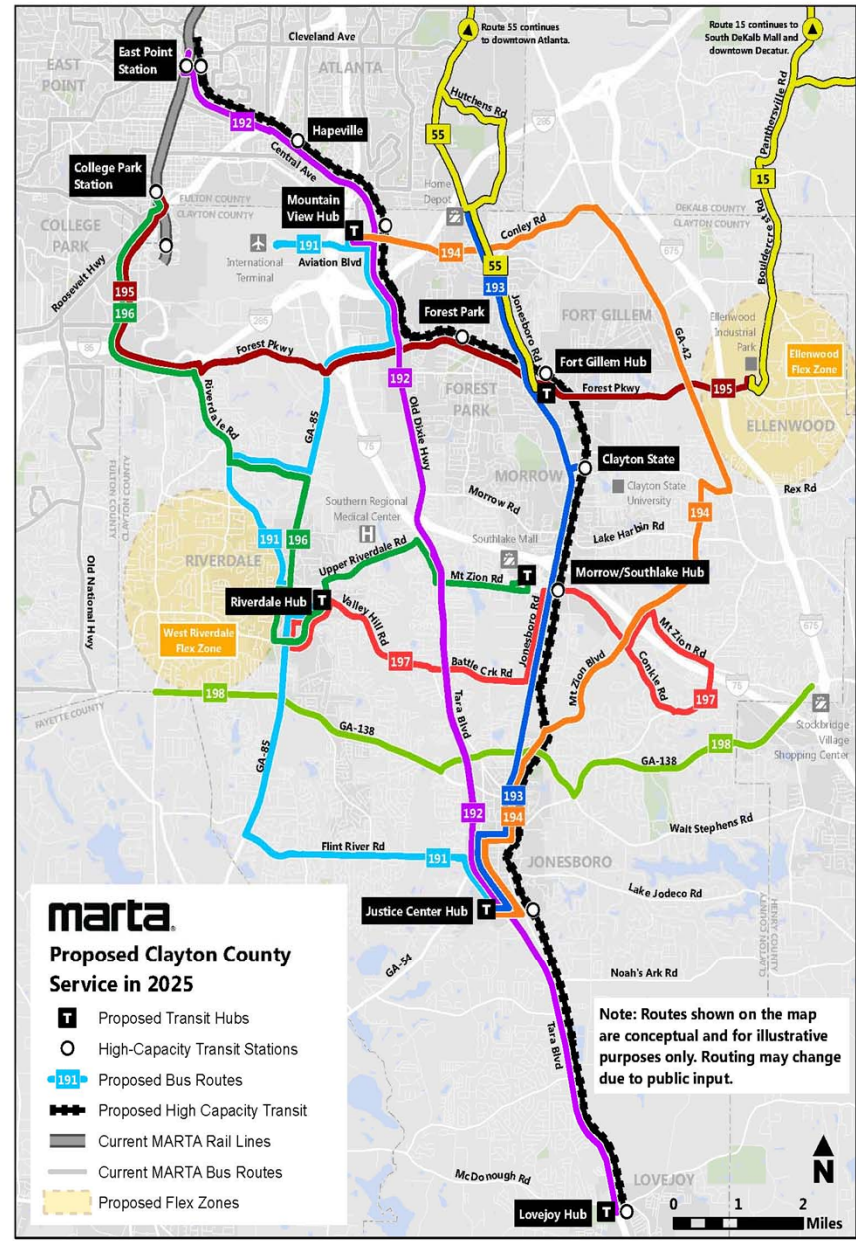 Route 55 continues
to downtown Atlanta.
Route 15 continues to
South DeKalb Mall and
downtown Decatur.
Cleveland Ave
EAST
POINT
East Point
Station
ATLANTA
192
Hapeville
Central Ave
Hutchens Rd
55
285
Panthersville Rd
15
Bouldercrest Rd
College Park
Station
FULTON COUNTY
CLAYTON COUNTY
DEKALB COUNTY
CLAYTON COUNTY
COLLEGE
PARK
Mountain
View Hub
T
Home
Depot
Conley Rd
675
191
International
Terminal
Aviation Blvd
194
55
193
Roosevelt Hwy
195
196
285
85
Forest Park
Jonesboro Rd
FORT GILLEM
GA-42
Ellenwood
Industrial
Park
Ellenwood
Flex Zone
Fort Gillem Hub
T
Forest Pkwy
192
FOREST
PARK
Forest Pkwy
195
ELLENWOOD
Riverdale Rd
GA-85
Old Dixie Hwy
75
MORROW
Clayton State
Clayton State
University
Rex Rd
FULTON COUNTY
CLAYTON COUNTY
Southern Regional
Medical Center
H
Morrow Rd
194
191
196
Southlake Mall
Lake Harbin Rd
RIVERDALE
Upper Riverdale Rd
Mt Zion Rd
T
Morrow/Southlake Hub
Old National Hwy
Riverdale Hub
T
Valley Hill Rd
Jonesboro Rd
Mt Zion Rd
675
West Riverdale
Flex Zone
197
Battle Crk Rd
Mt Zion Blvd
Conkle Rd
197
75
198
FAYETTE COUNTY
GA-85
GA-138
Tara Blvd
GA-138
198
Stockbridge
Village
Shopping Center
192
193
194
Walt Stephens Rd
Flint River Rd
191
JONESBORO
Lake Jodeco Rd
Justice Center Hub
T
HENRY COUNTY
CLAYTON COUNTY
GA-54
Noah's Ark Rd
Tara Blvd
marta
Proposed Clayton County
Service in 2025
T Proposed Transit Hubs
High-Capacity Transit Stations
191 Proposed Bus Routes
Proposed High Capacity Transit
Current MARTA Rail Lines
Current MARTA Bus Routes
Proposed Flex Zones
Note: Routes shown on the map
are conceptual and for illustrative
purposes only. Routing may change
due to public input.
McDonough Rd
LOVEJOY
Lovejoy Hub
T
N
0 1 2
Miles